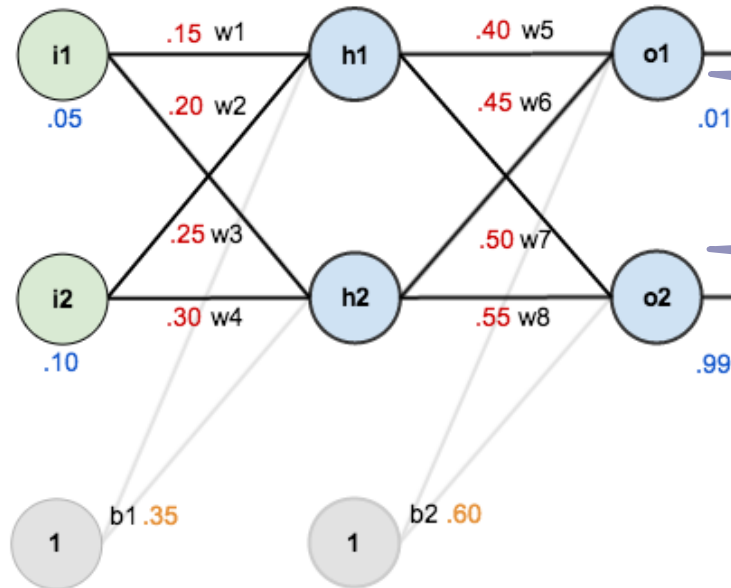 .15 w1
.40 w5
i1
h1
o1
.20 w2
.45 w6
.05
.01
.25 w3
.50 w7
i2
h2
o2
.30 w4
.55 w8
.10
.99
b1 .35
b2 .60
1
1